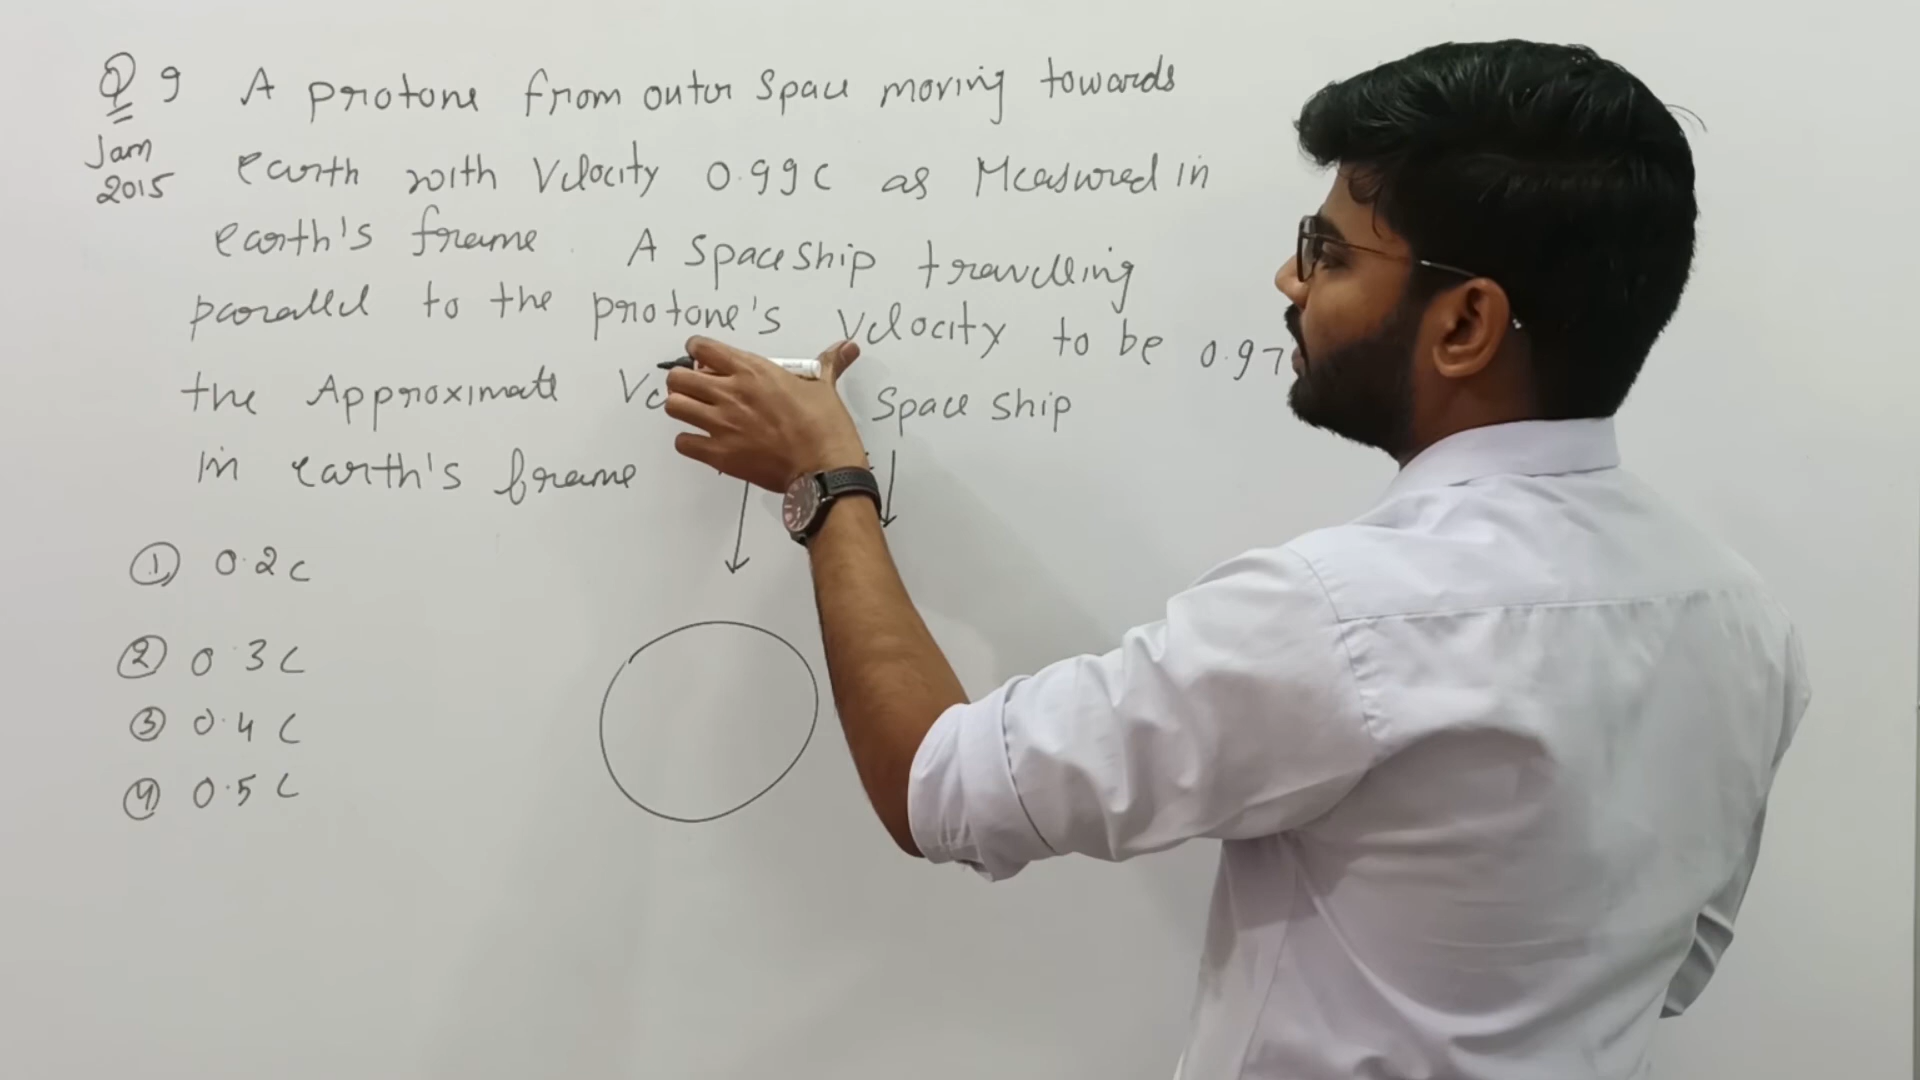 Q 9 A protone from outer space moving towards
Jam
2015
earth with Velocity 0.99c as Measured in
earth's frame. A spaceship travelling
parallel to the protone's Velocity to be 0.97
the Approximate Space ship
in earth's frame
① 0.2c
② 0.3c
③ 0.4c
④ 0.5c